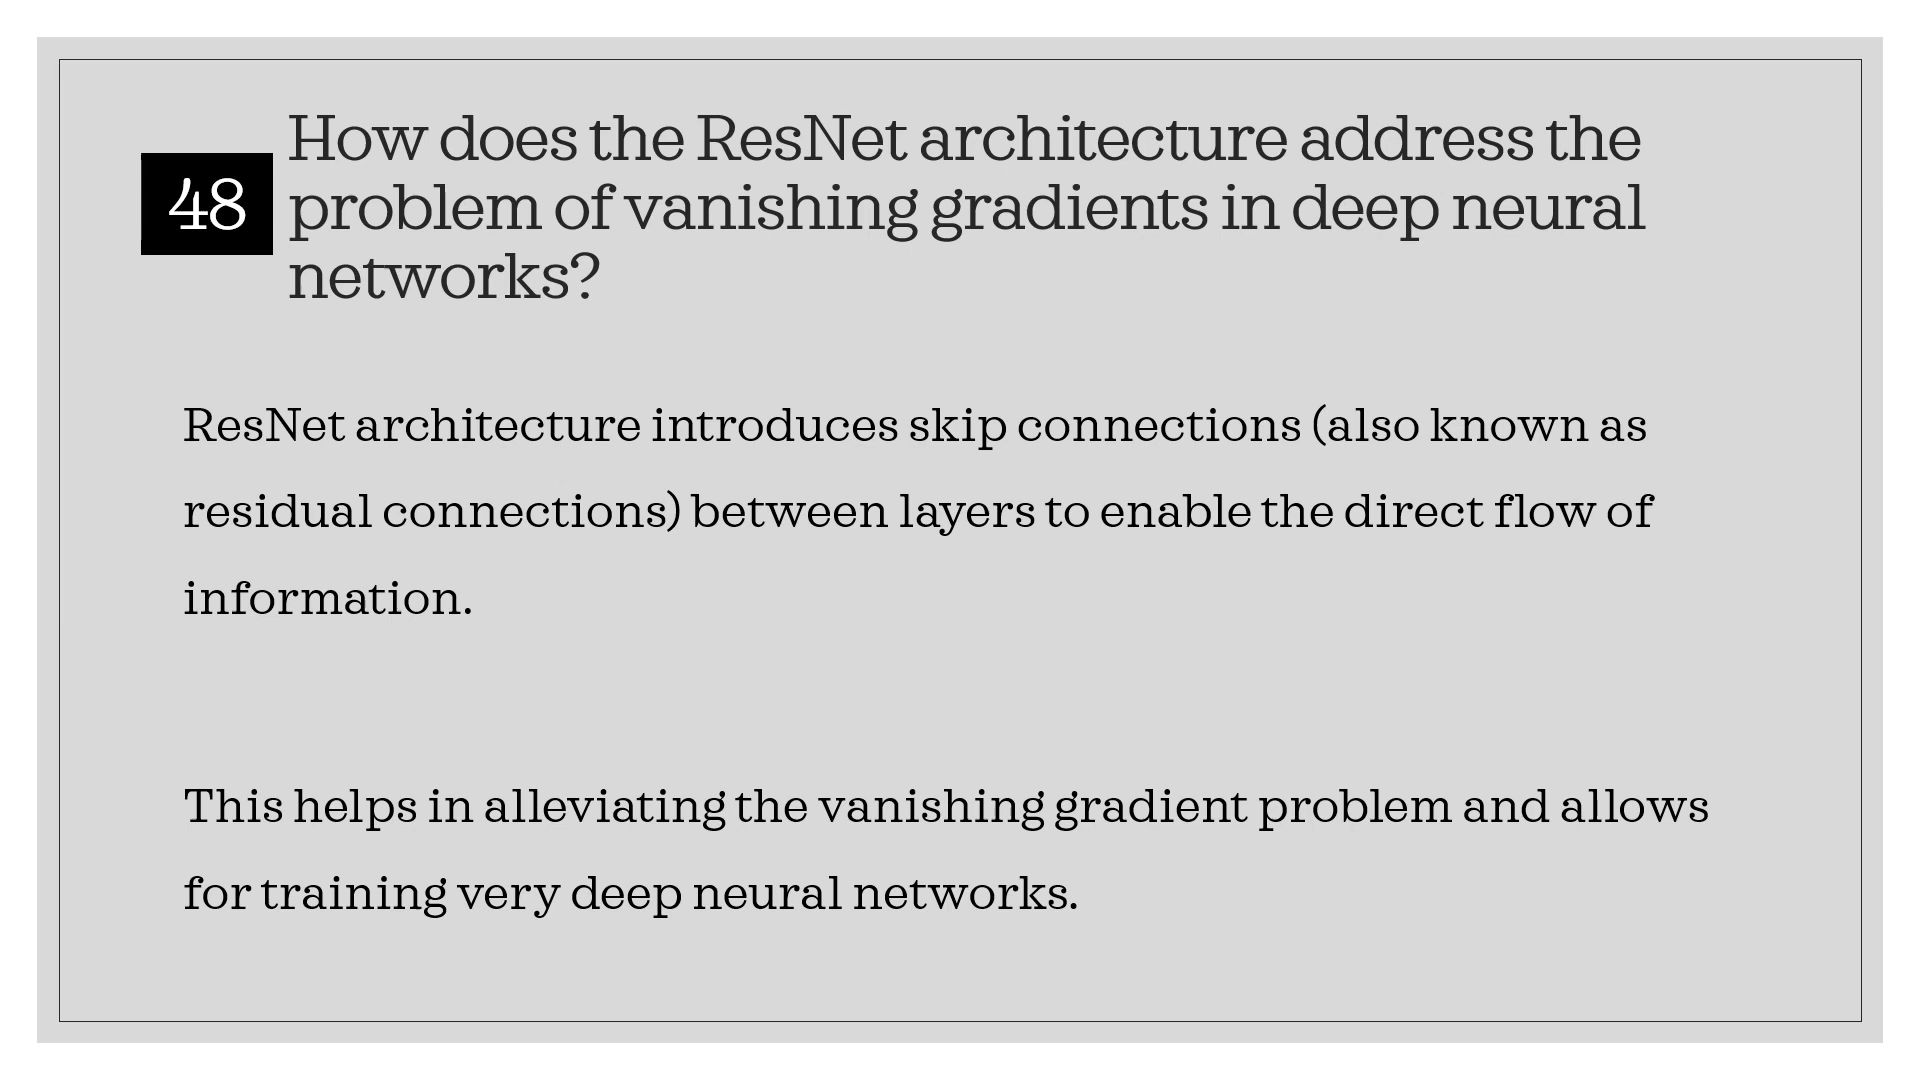 48
How does the ResNet architecture address the
problem of vanishing gradients in deep neural
networks?
ResNet architecture introduces skip connections (also known as
residual connections) between layers to enable the direct flow of
information.
This helps in alleviating the vanishing gradient problem and allows
for training very deep neural networks.